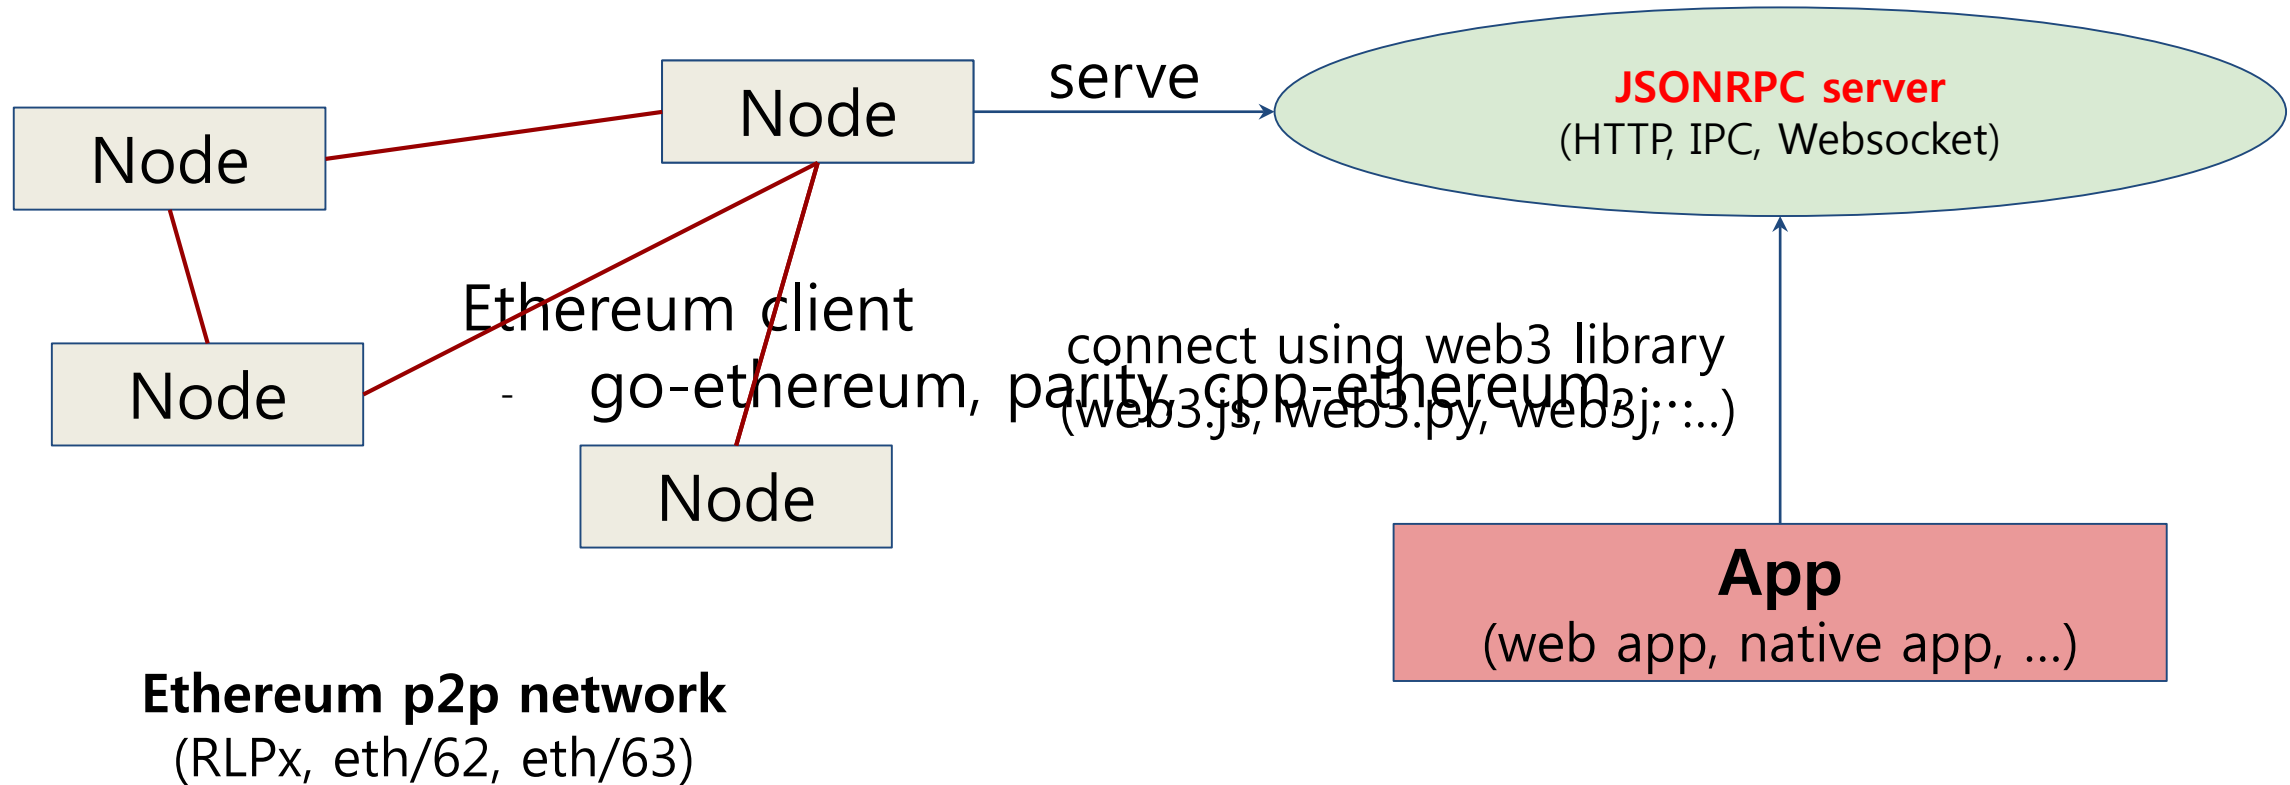 Node
serve
JSONRPC server
(HTTP, IPC, Websocket)
Node
Ethereum client
- go-ethereum, parity, cpp-ethereum, ...
connect using web3 library
(web3.js, web3.py, web3j, ...)
Node
Node
App
(web app, native app, ...)
Ethereum p2p network
(RLPx, eth/62, eth/63)